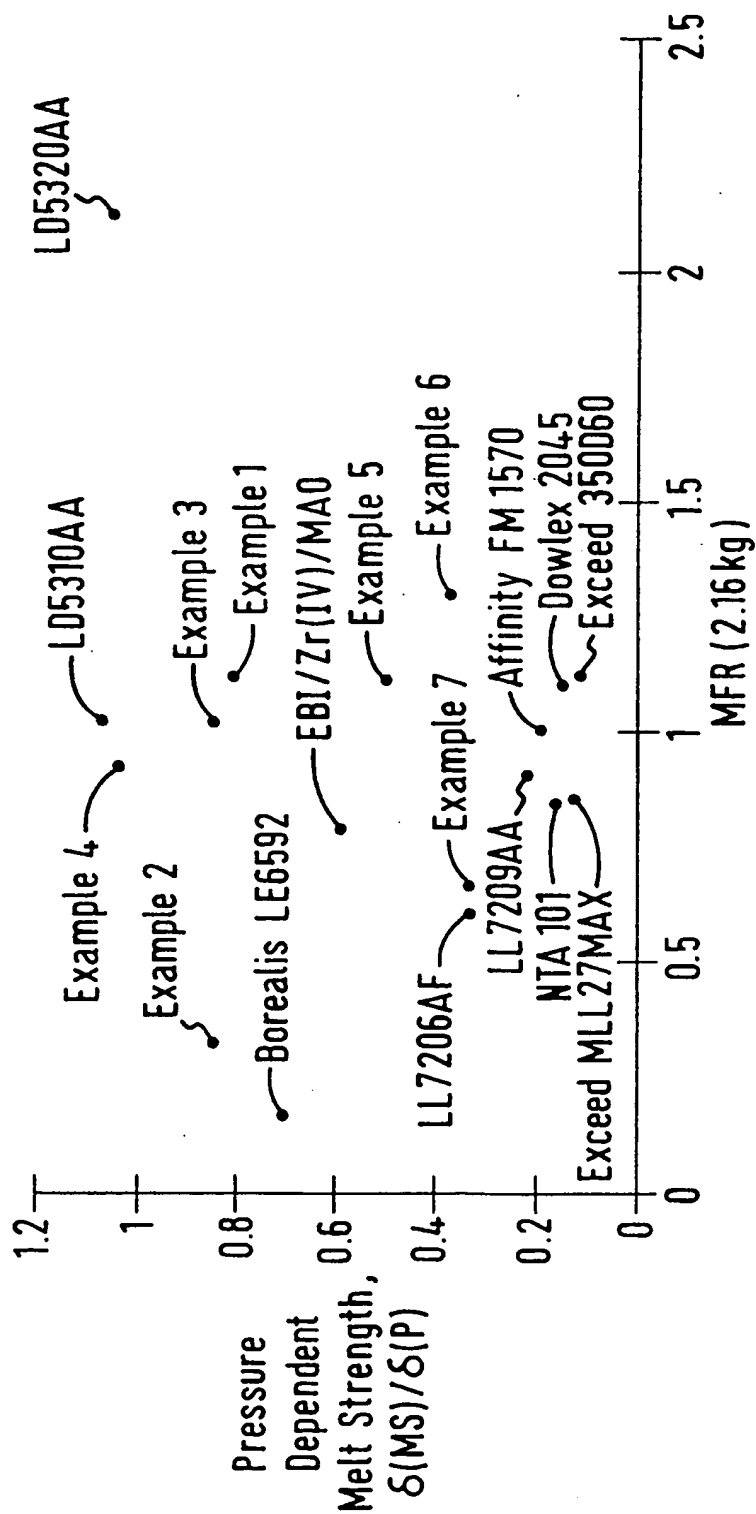 LD5320AA
LD5310AA
Example 4
Example 3
Example 2
Example 1
Borealis LE6592
EBI/Zr(IV)/MAO
Example 5
Example 6
Example 7
LL7206AF
Affinity FM 1570
LL7209AA
Dowlex 2045
NTA 101
Exceed 350D60
Exceed MLL27MAX
Pressure
Dependent
Melt Strength,
δ(MS)/δ(P)
1.2
1
0.8
0.6
0.4
0.2
0
0
0.5
1
1.5
2
2.5
MFR (2.16 kg)